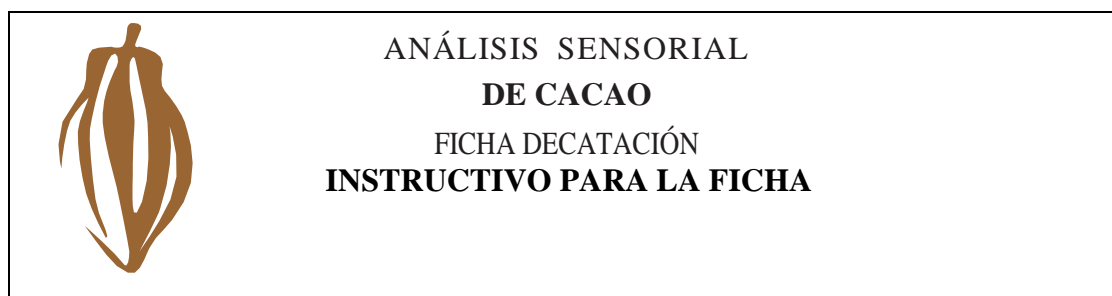 ANÁLISIS SENSORIAL
DE CACAO
FICHA DECATACIÓN
INSTRUCTIVO PARA LA FICHA